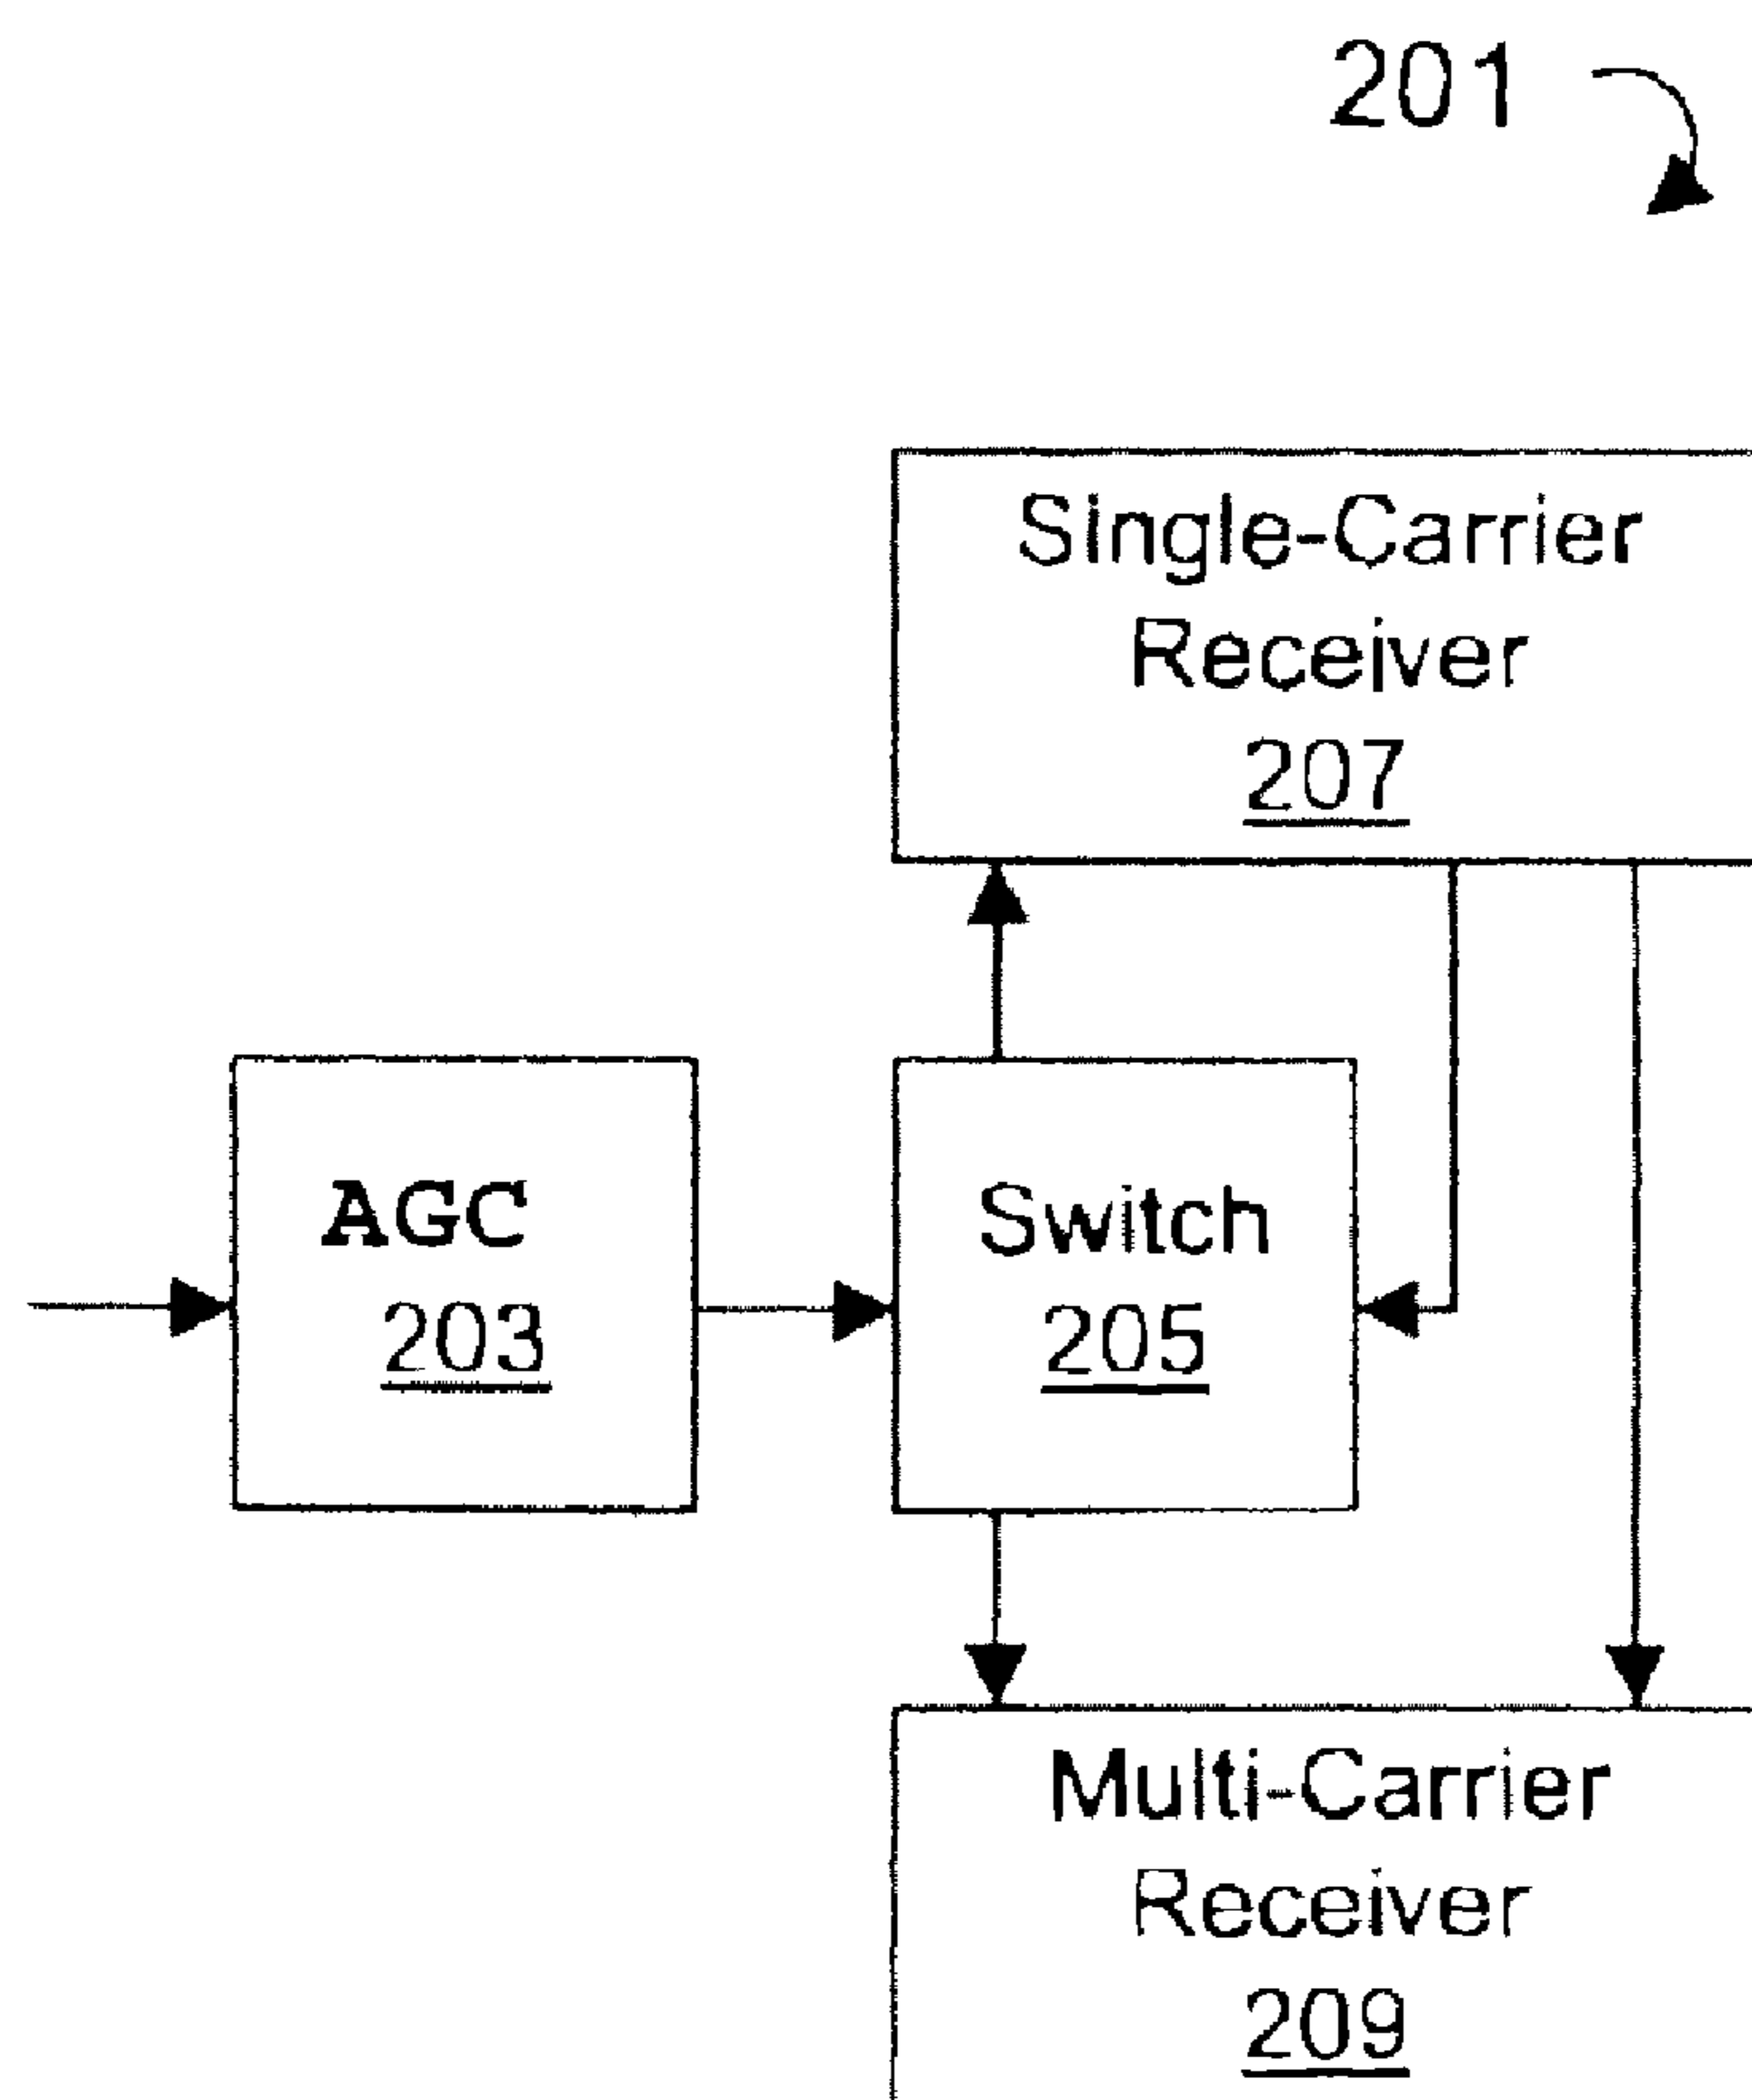 201
Single-Carrier
Receiver
207
AGC
203
Switch
205
Multi-Carrier
Receiver
209